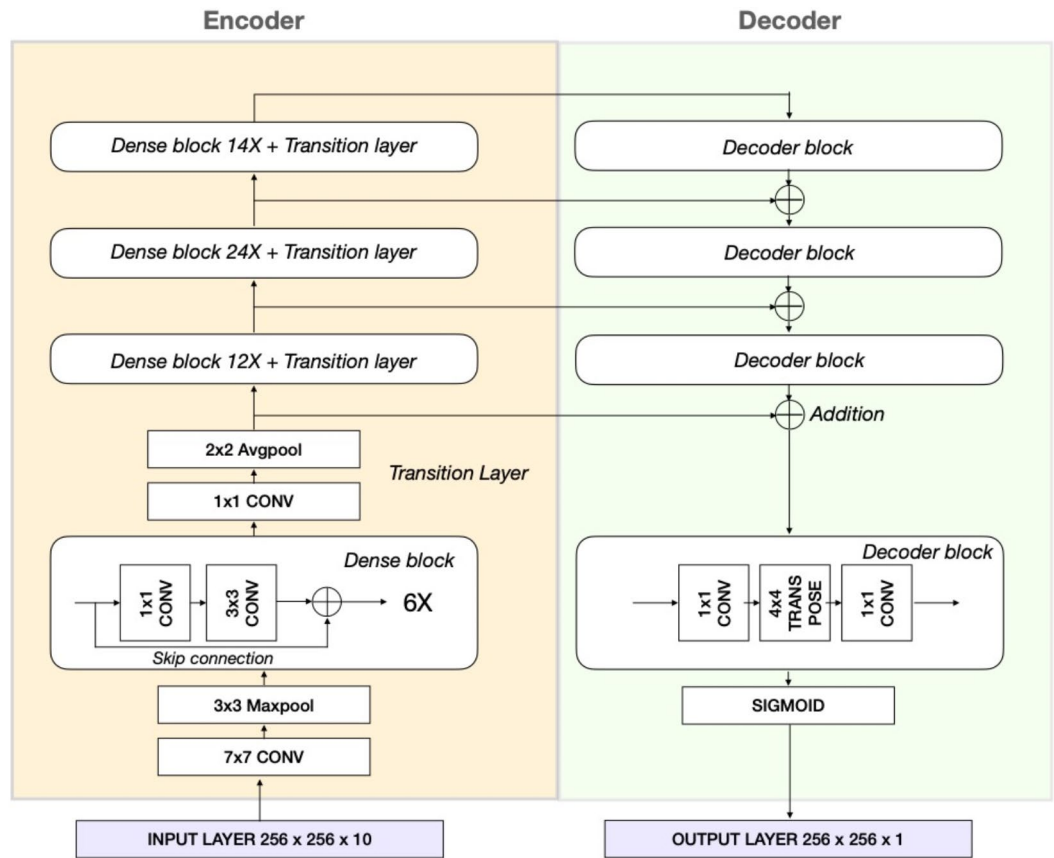 Encoder
Decoder
Dense block 14X + Transition layer
Decoder block
Dense block 24X + Transition layer
Decoder block
Dense block 12X + Transition layer
Decoder block
Addition
2x2 Avgpool
Transition Layer
1x1 CONV
Dense block
1x1
CONV
3x3
CONV
6X
Skip connection
Decoder block
1x1
CONV
4x4
TRANS
POSE
1x1
CONV
3x3 Maxpool
SIGMOID
7x7 CONV
INPUT LAYER 256 x 256 x 10
OUTPUT LAYER 256 x 256 x 1